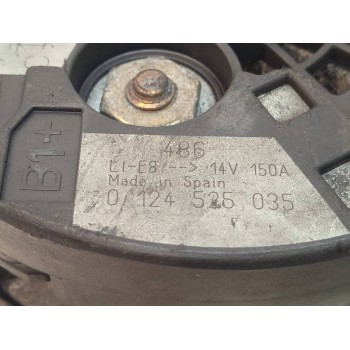 B1+
486
LI-E8 --> 14V 150A
Made in Spain
0 124 525 035